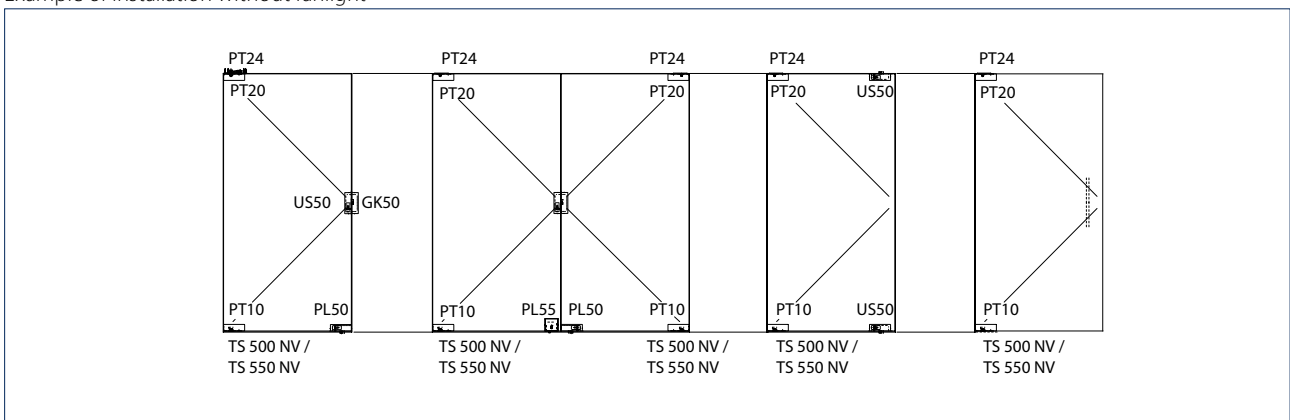 Example of installation without fanlight
PT24 PT24 PT24 PT24 PT24
PT20 PT20 PT20 PT20 US50 PT20
US50 GK50
PT10 PL50 PT10 PL55 PL50 PT10 PT10 US50 PT10
TS 500 NV / TS 500 NV / TS 500 NV / TS 500 NV / TS 500 NV /
TS 550 NV TS 550 NV TS 550 NV TS 550 NV TS 550 NV